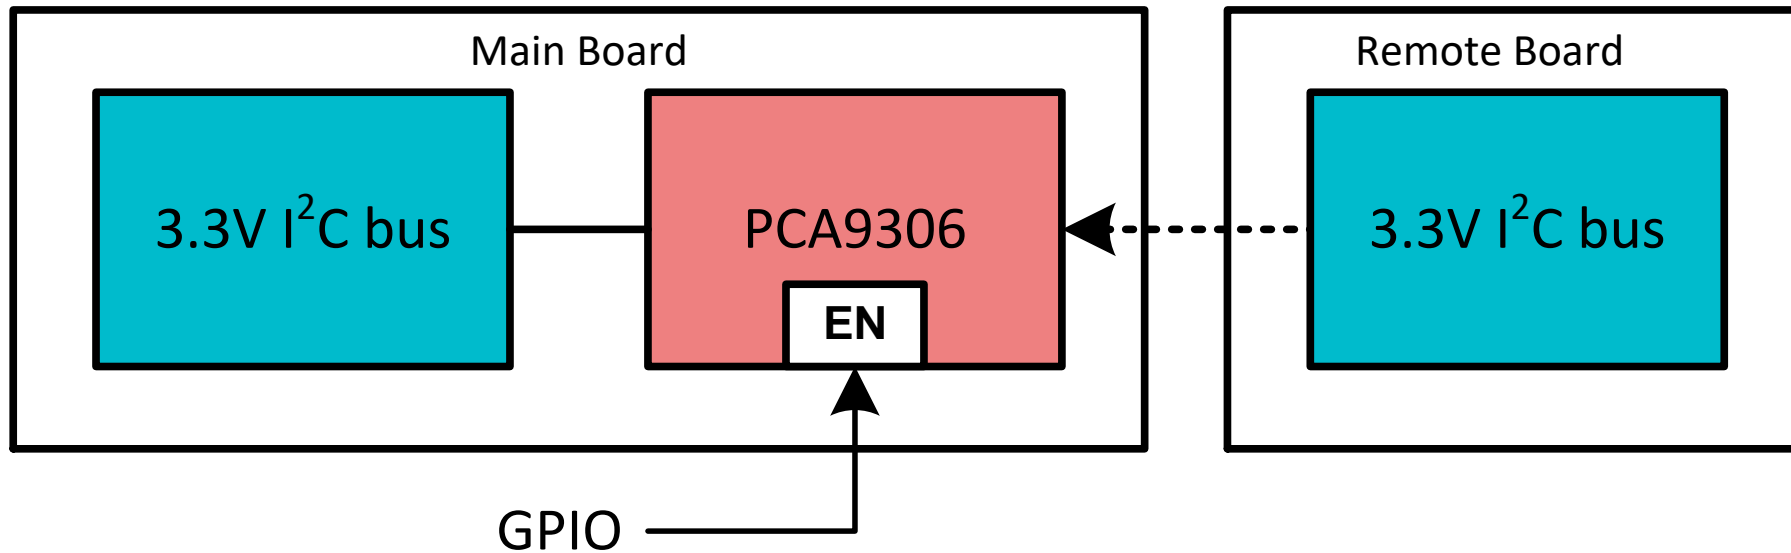 Main Board
Remote Board
3.3V I²C bus
PCA9306
3.3V I²C bus
EN
GPIO